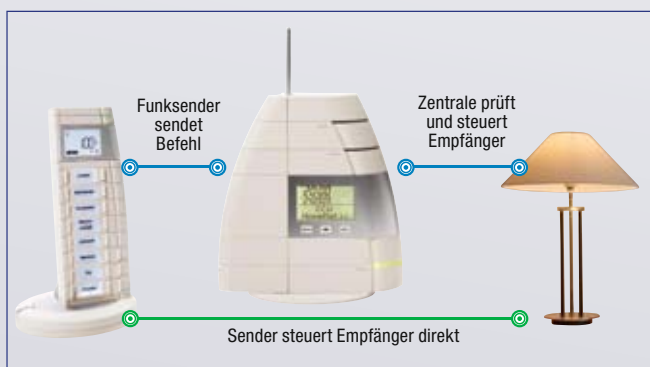 Funksender
sendet
Befehl
Zentrale prüft
und steuert
Empfänger
Sender steuert Empfänger direkt